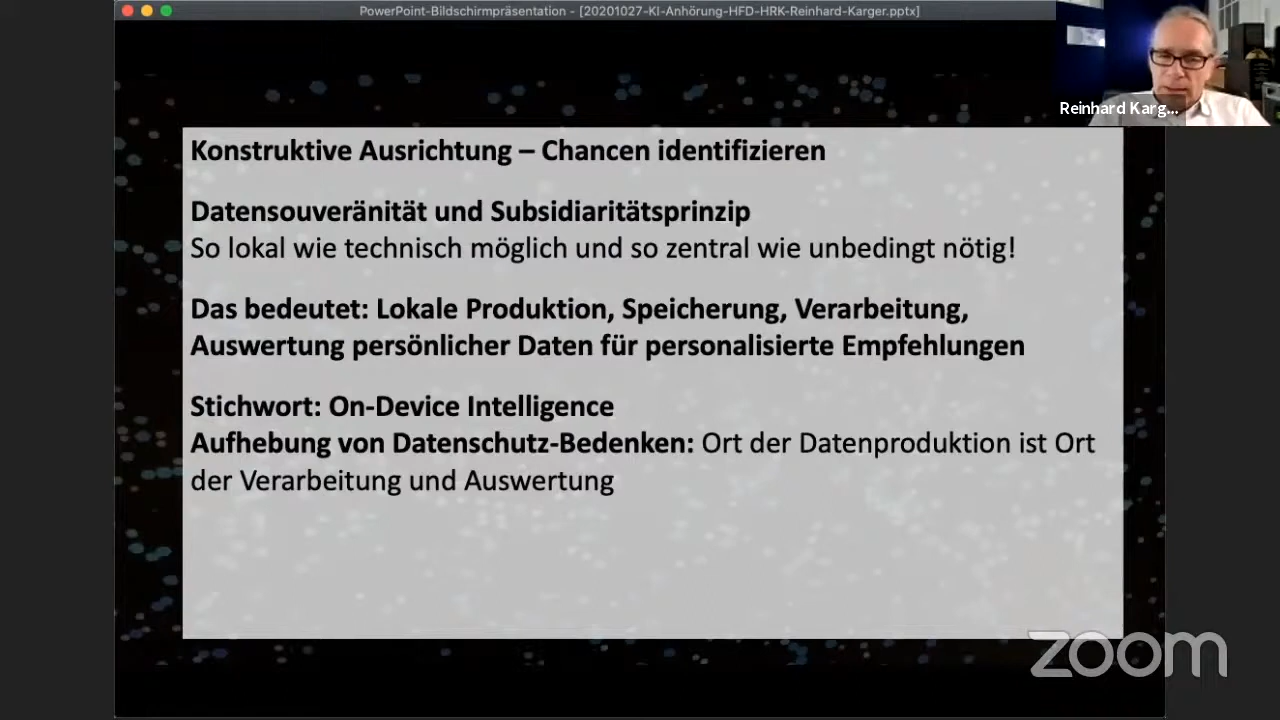 PowerPoint-Bildschirmpräsentation - [20201027-KI-Anhörung-HFD-HRK-Reinhard-Karger.pptx]
Reinhard Karg...
Konstruktive Ausrichtung – Chancen identifizieren
Datensouveränität und Subsidiaritätsprinzip
So lokal wie technisch möglich und so zentral wie unbedingt nötig!
Das bedeutet: Lokale Produktion, Speicherung, Verarbeitung,
Auswertung persönlicher Daten für personalisierte Empfehlungen
Stichwort: On-Device Intelligence
Aufhebung von Datenschutz-Bedenken: Ort der Datenproduktion ist Ort
der Verarbeitung und Auswertung
zoom